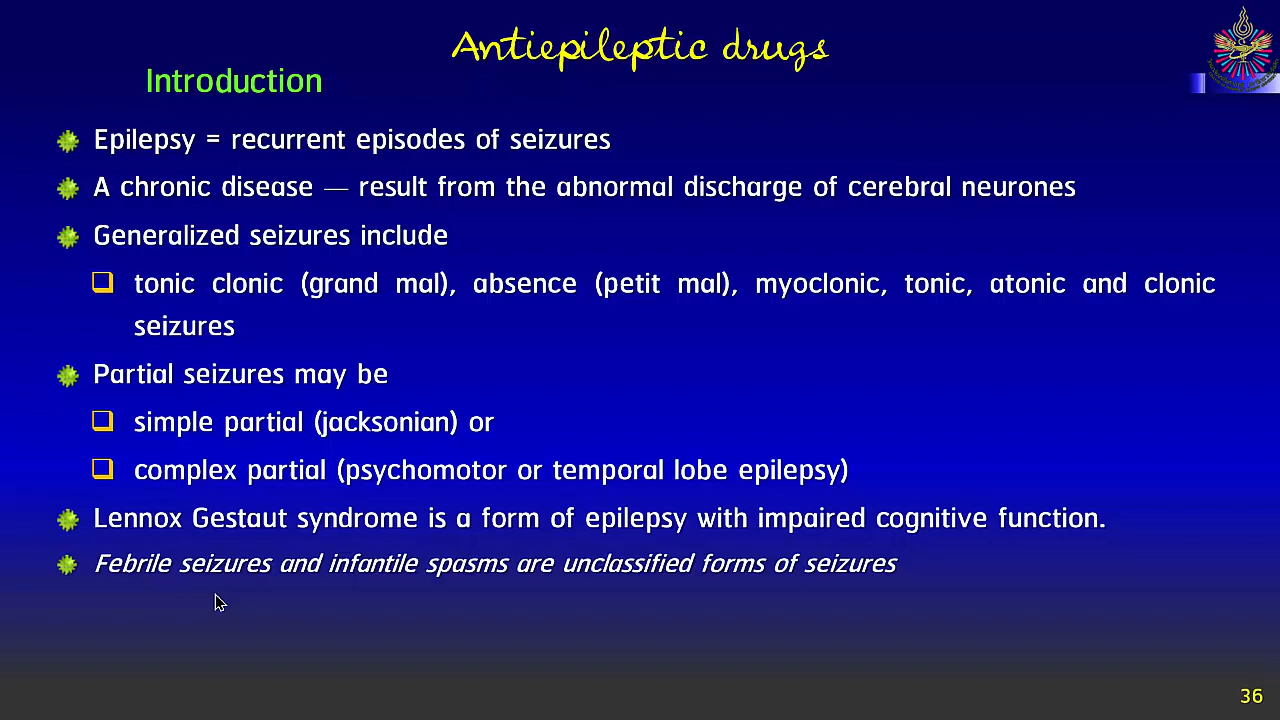 Antiepileptic drugs
Introduction
Epilepsy = recurrent episodes of seizures
A chronic disease — result from the abnormal discharge of cerebral neurones
Generalized seizures include
tonic clonic (grand mal), absence (petit mal), myoclonic, tonic, atonic and clonic
seizures
Partial seizures may be
simple partial (jacksonian) or
complex partial (psychomotor or temporal lobe epilepsy)
Lennox Gestaut syndrome is a form of epilepsy with impaired cognitive function.
Febrile seizures and infantile spasms are unclassified forms of seizures
36